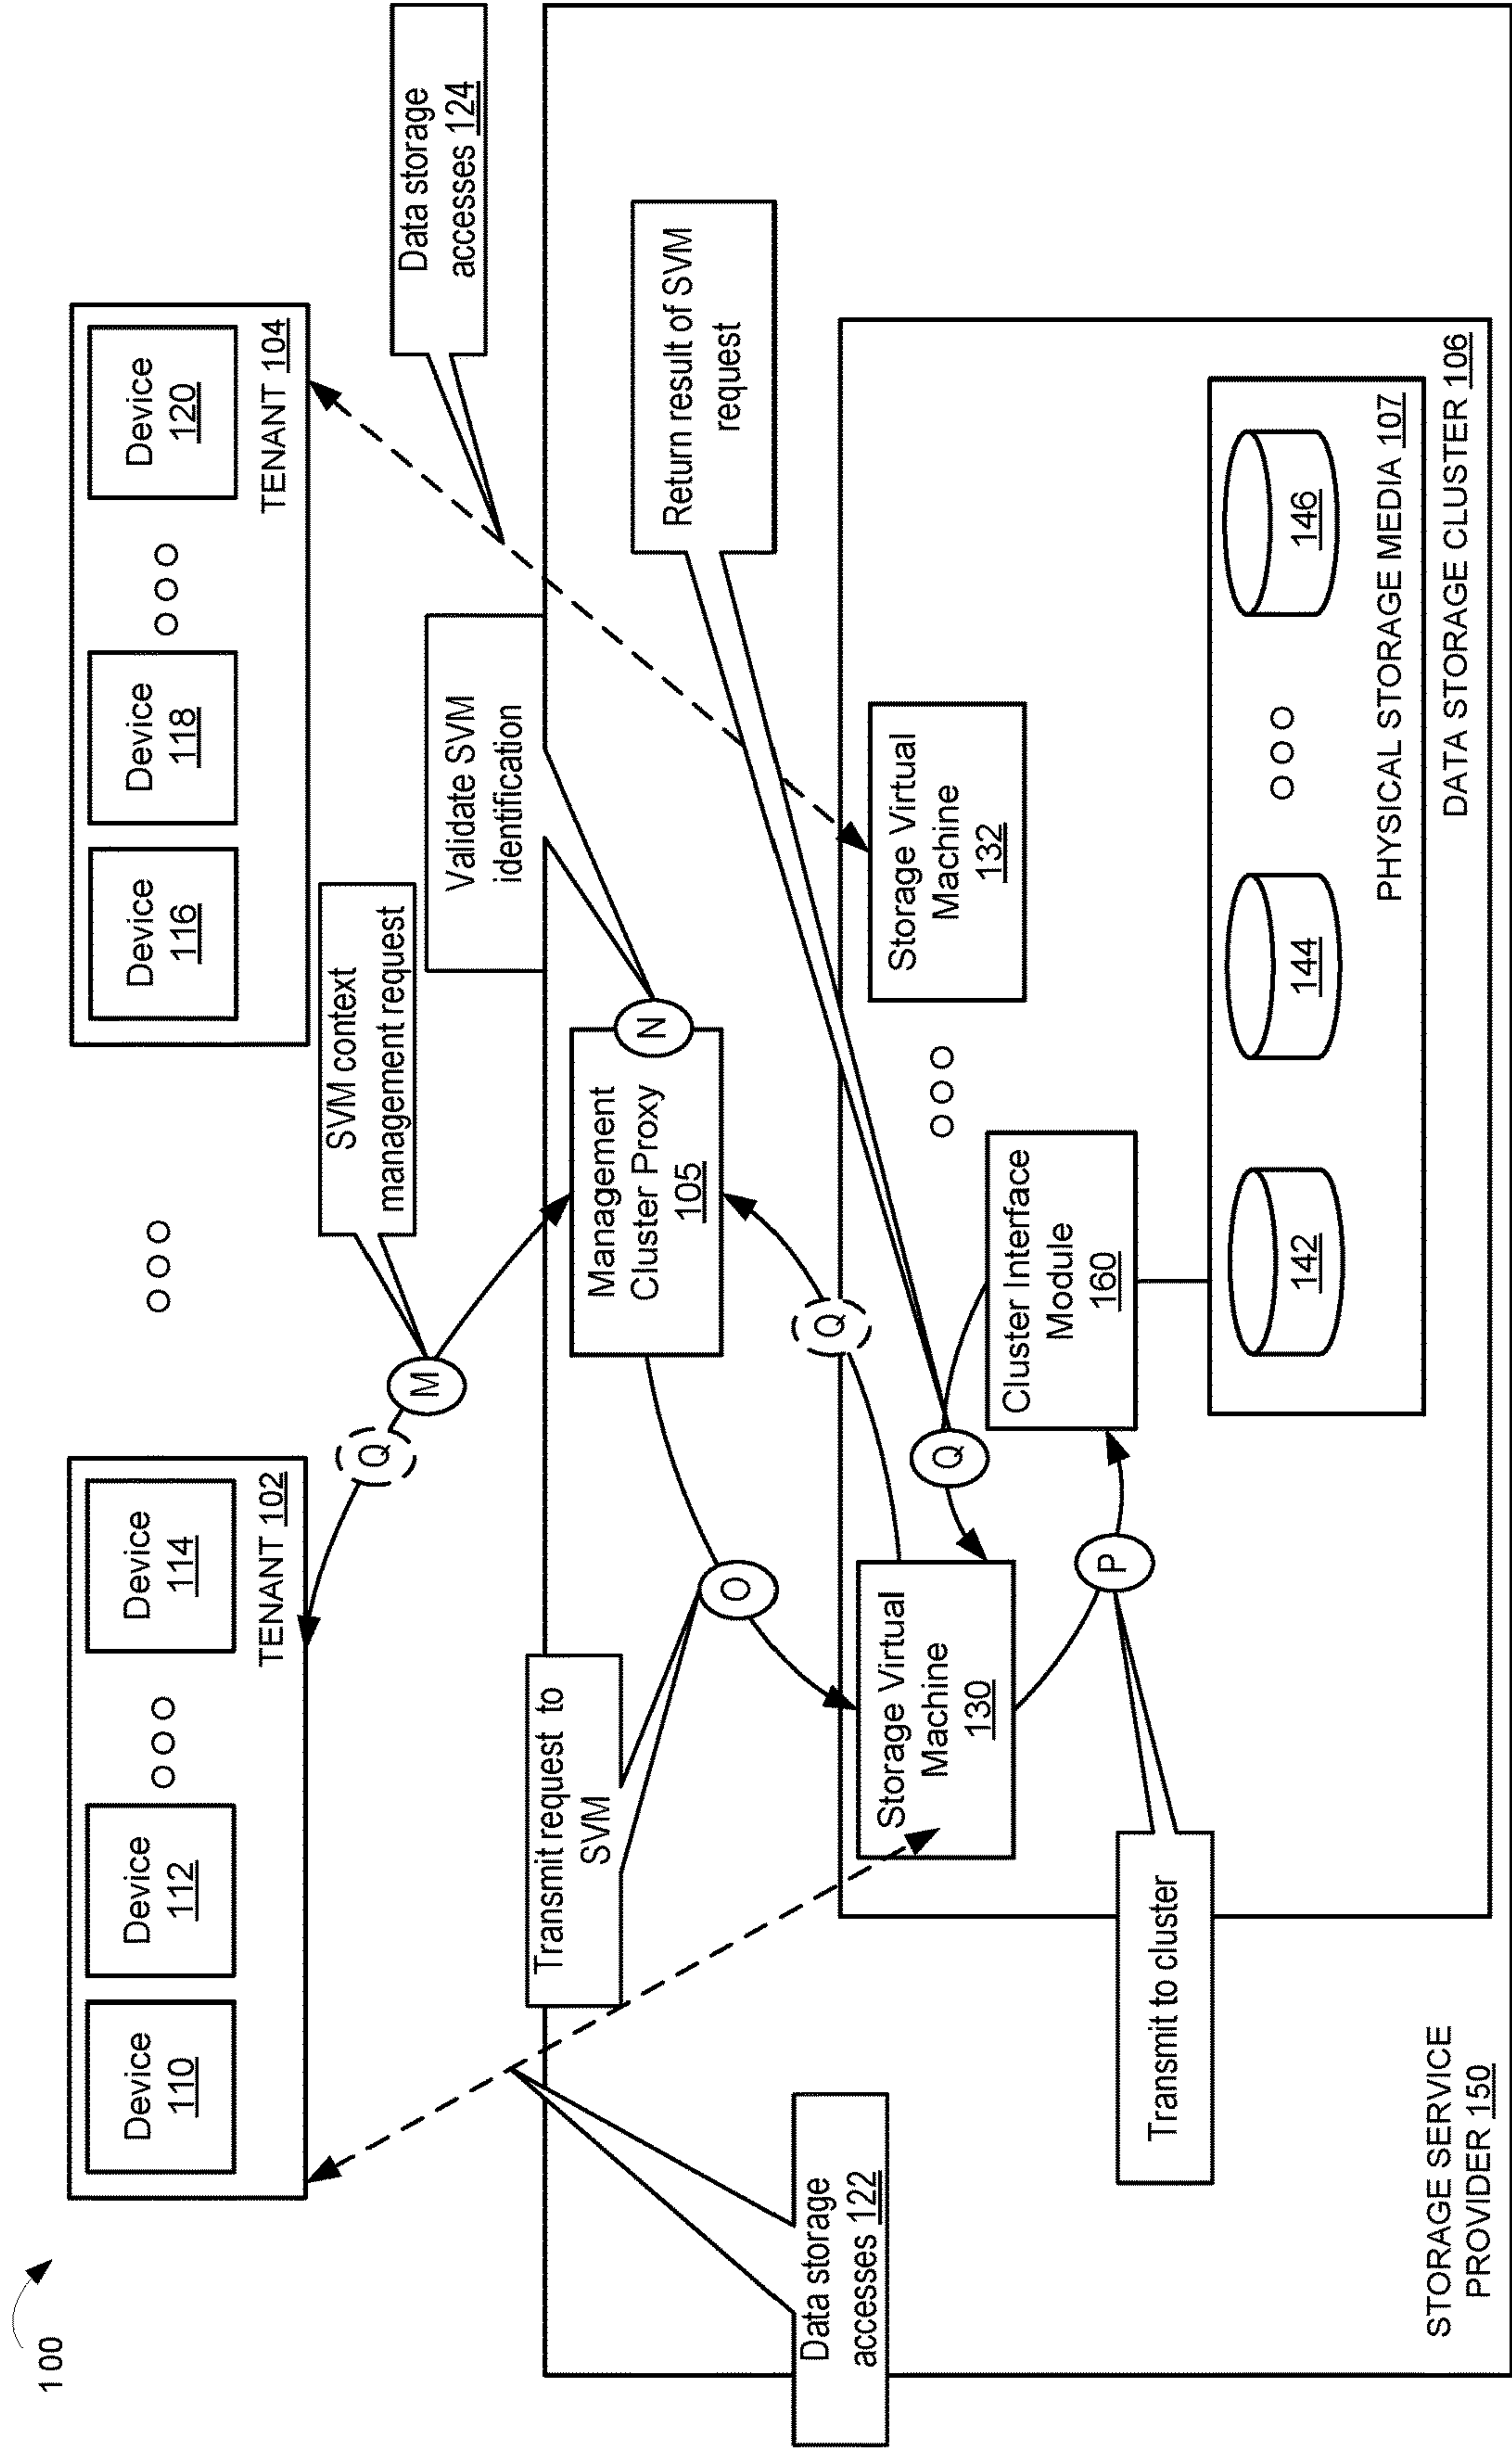 100
Device
110
Device
112
Device
114
TENANT 102
Device
116
Device
118
Device
120
TENANT 104
Q
M
SVM context
management request
Data storage
accesses 124
Validate SVM
identification
Transmit request to
SVM
Management
Cluster Proxy
105
N
O
Q
Return result of SVM
request
Data storage
accesses 122
Storage Virtual
Machine
130
Storage Virtual
Machine
132
Q
Cluster Interface
Module
160
P
Transmit to cluster
142
144
146
PHYSICAL STORAGE MEDIA 107
DATA STORAGE CLUSTER 106
STORAGE SERVICE
PROVIDER 150